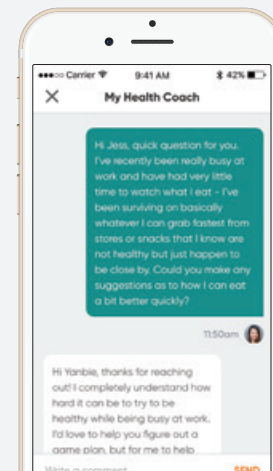 Carrier 9:41 AM 42%
My Health Coach
Hi Jess, quick question for you.
I've recently been really busy at
work and have had very little
time to watch what I eat - I've
been surviving on basically
whatever I can grab fastest from
stores or snacks that I know are
not healthy but just happen to
be close by. Could you make any
suggestions as to how I can eat
a bit better quickly?
11:50am
Hi Yanbie, thanks for reaching
out! I completely understand how
hard it can be to try to be
healthy while being busy at work.
I'd love to help you figure out a
game plan, but for me to help
Write a comment SEND